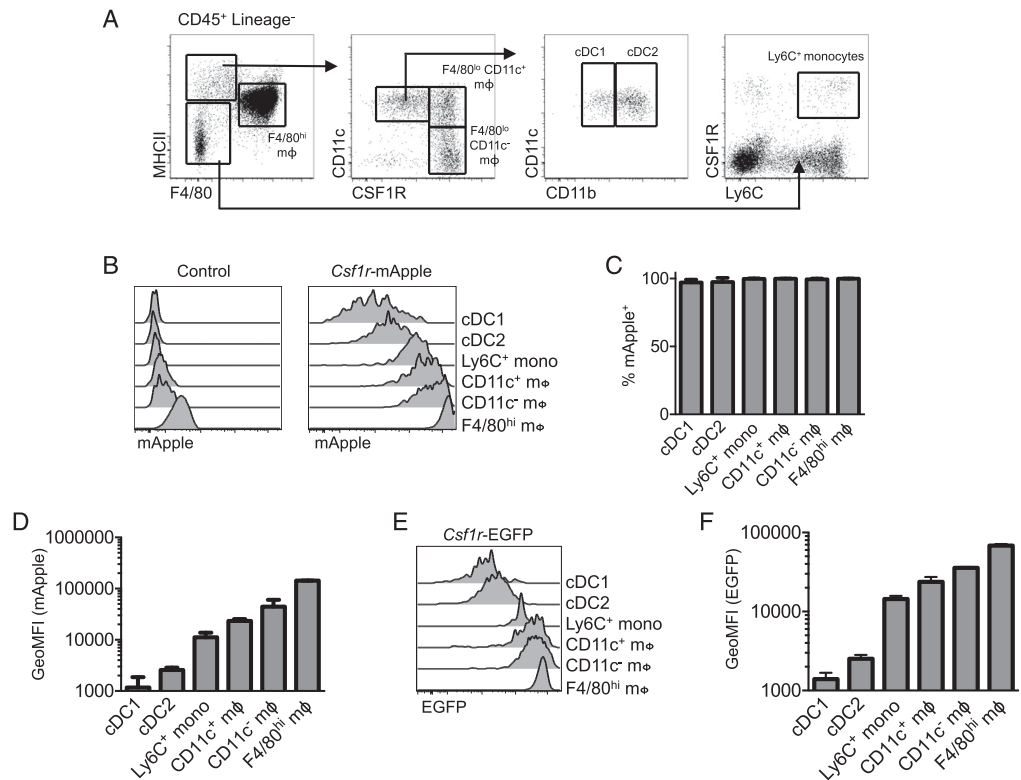 A
CD45⁺ Lineage⁻
MHCII
F4/80
F4/80ʰⁱ
mϕ
CD11c
CSF1R
F4/80ˡᵒ CD11c⁺
mϕ
F4/80ˡᵒ
CD11c⁻
mϕ
CD11c
CD11b
cDC1 cDC2
CSF1R
Ly6C
Ly6C⁺ monocytes
B
Control
mApple
Csf1r-mApple
mApple
cDC1
cDC2
Ly6C⁺ mono
CD11c⁺ mϕ
CD11c⁻ mϕ
F4/80ʰⁱ mϕ
C
% mApple⁺
100
50
0
cDC1
cDC2
Ly6C⁺ mono
CD11c⁺ mϕ
CD11c⁻ mϕ
F4/80ʰⁱ mϕ
D
GeoMFI (mApple)
1000000
100000
10000
1000
cDC1
cDC2
Ly6C⁺ mono
CD11c⁺ mϕ
CD11c⁻ mϕ
F4/80ʰⁱ mϕ
E
Csf1r-EGFP
EGFP
cDC1
cDC2
Ly6C⁺ mono
CD11c⁺ mϕ
CD11c⁻ mϕ
F4/80ʰⁱ mϕ
F
GeoMFI (EGFP)
100000
10000
1000
cDC1
cDC2
Ly6C⁺ mono
CD11c⁺ mϕ
CD11c⁻ mϕ
F4/80ʰⁱ mϕ